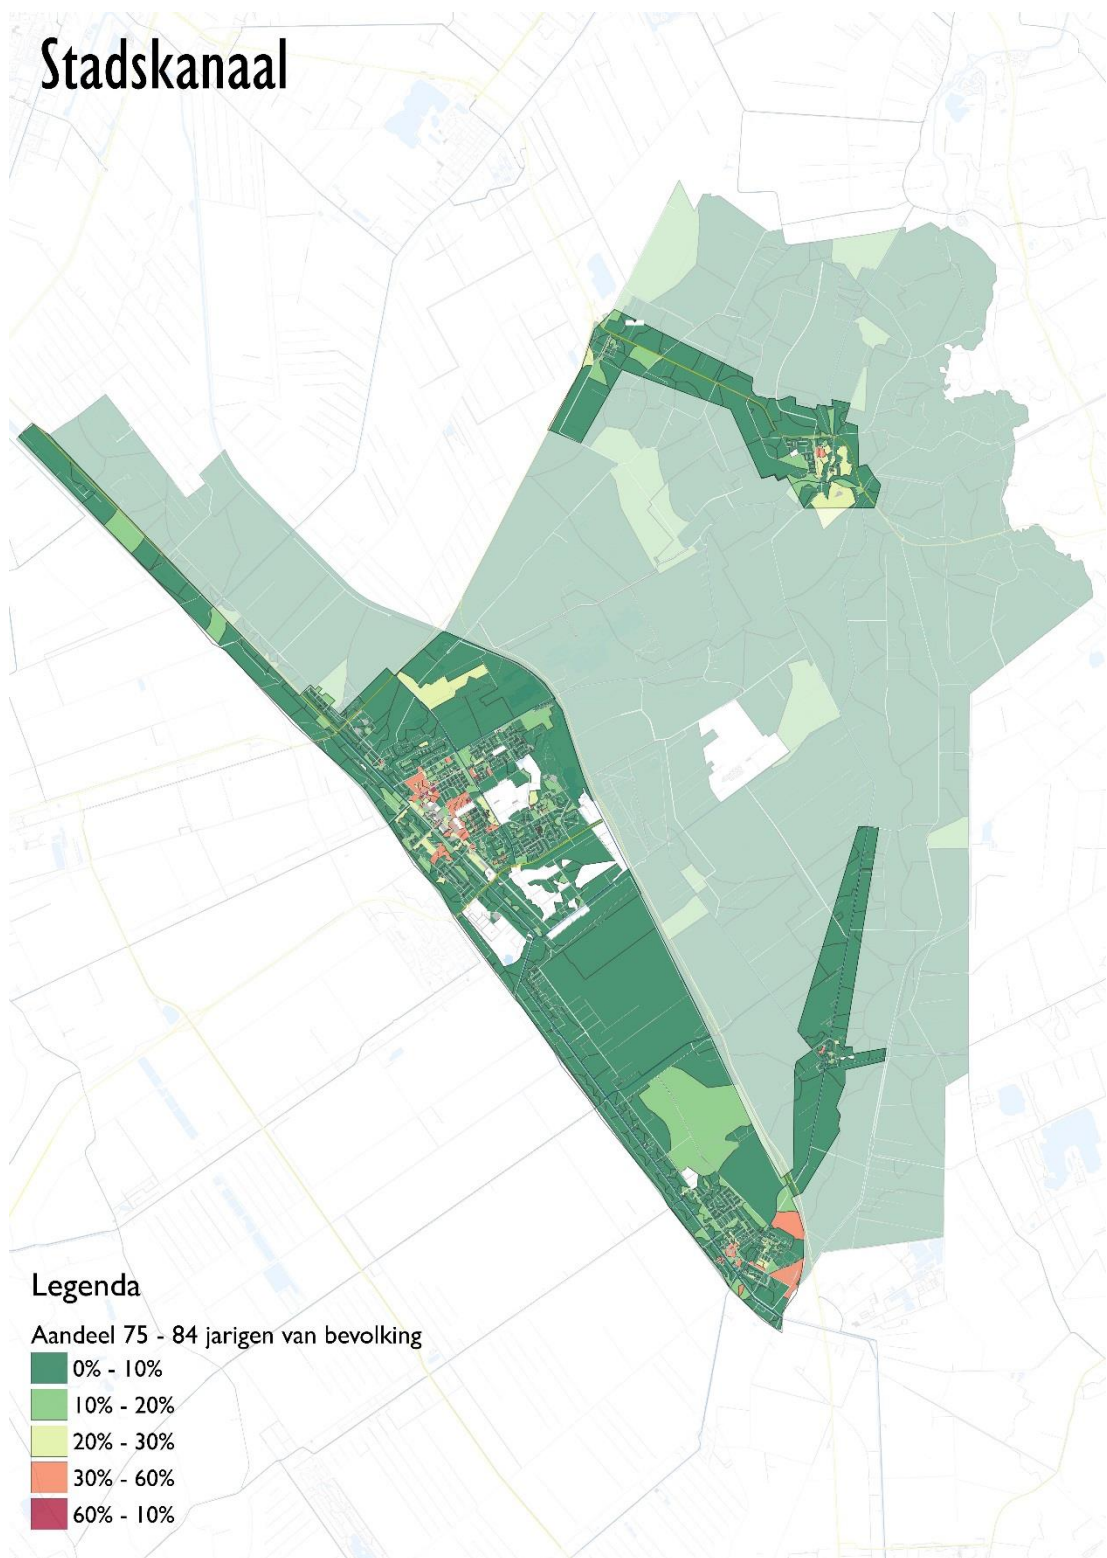 Stadskanaal
Legenda
Aandeel 75 - 84 jarigen van bevolking
0% - 10%
10% - 20%
20% - 30%
30% - 60%
60% - 10%